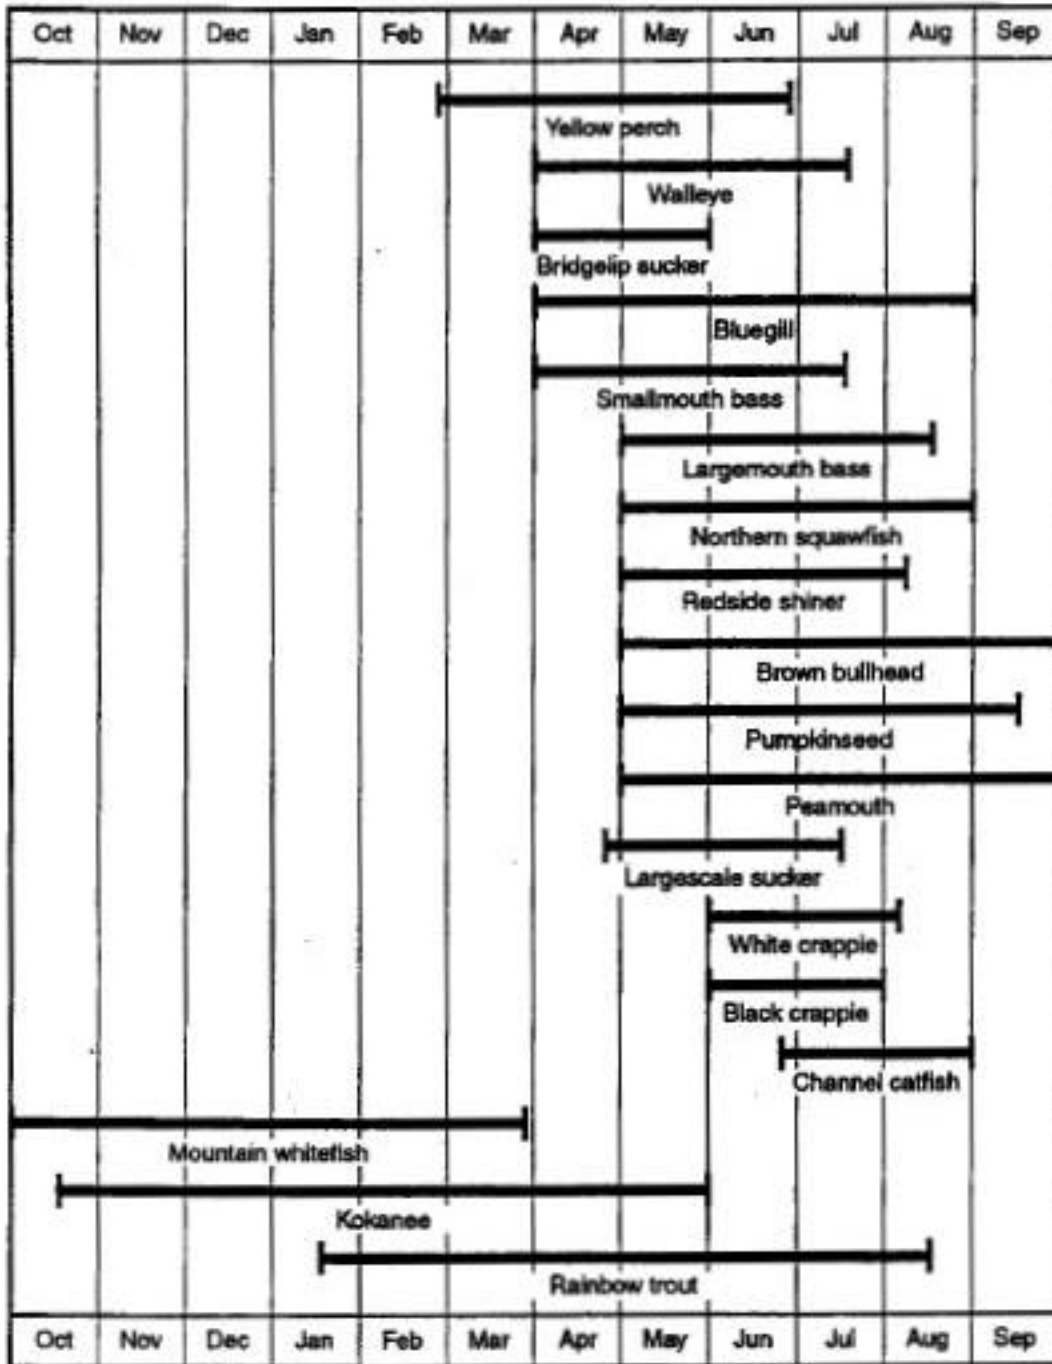 Oct Nov Dec Jan Feb Mar Apr May Jun Jul Aug Sep
Yellow perch
Walleye
Bridgelip sucker
Bluegill
Smallmouth bass
Largemouth bass
Northern squawfish
Redside shiner
Brown bullhead
Pumpkinseed
Peamouth
Largescale sucker
White crappie
Black crappie
Channel catfish
Mountain whitefish
Kokanee
Rainbow trout
Oct Nov Dec Jan Feb Mar Apr May Jun Jul Aug Sep